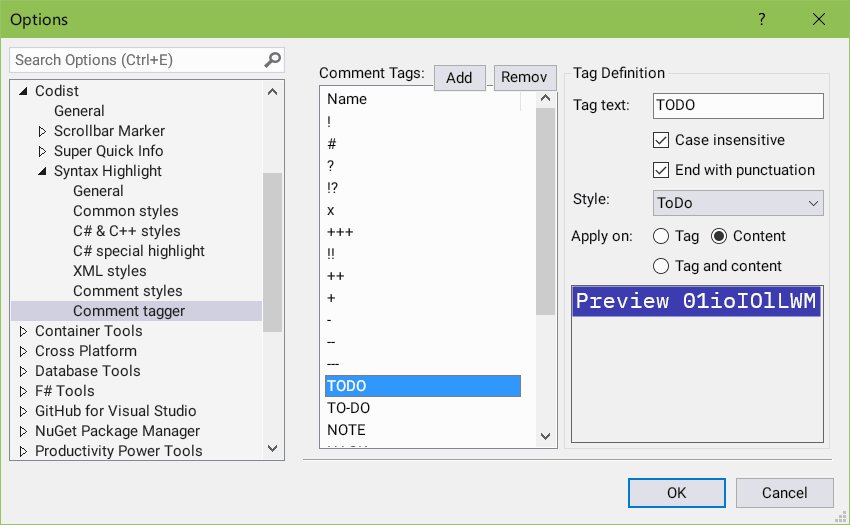 Options
?
Search Options (Ctrl+E)
Codist
General
Scrollbar Marker
Super Quick Info
Syntax Highlight
General
Common styles
C# & C++ styles
C# special highlight
XML styles
Comment styles
Comment tagger
Container Tools
Cross Platform
Database Tools
F# Tools
GitHub for Visual Studio
NuGet Package Manager
Productivity Power Tools
Comment Tags:
Add
Remov
Name
!
#
?
!?
x
+++
!!
++
+
-
--
---
TODO
TO-DO
NOTE
Tag Definition
Tag text: TODO
Case insensitive
End with punctuation
Style: ToDo
Apply on: Tag Content
Tag and content
Preview 01ioIOlLWM
OK
Cancel